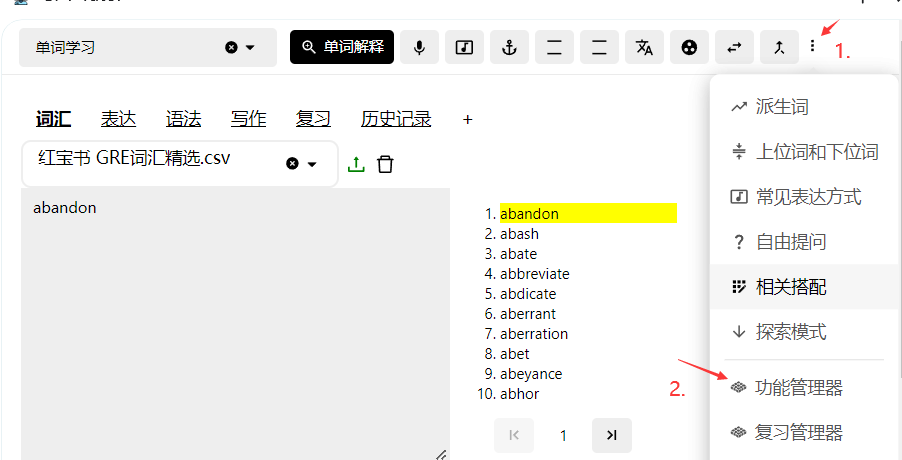 单词学习 单词解释 1.
词汇 表达 语法 写作 复习 历史记录 +
红宝书 GRE词汇精选.csv
abandon
1. abandon
2. abash
3. abate
4. abbreviate
5. abdicate
6. aberrant
7. aberration
8. abet
9. abeyance
10. abhor
1
派生词
上位词和下位词
常见表达方式
? 自由提问
相关搭配
探索模式
2. 功能管理器
复习管理器